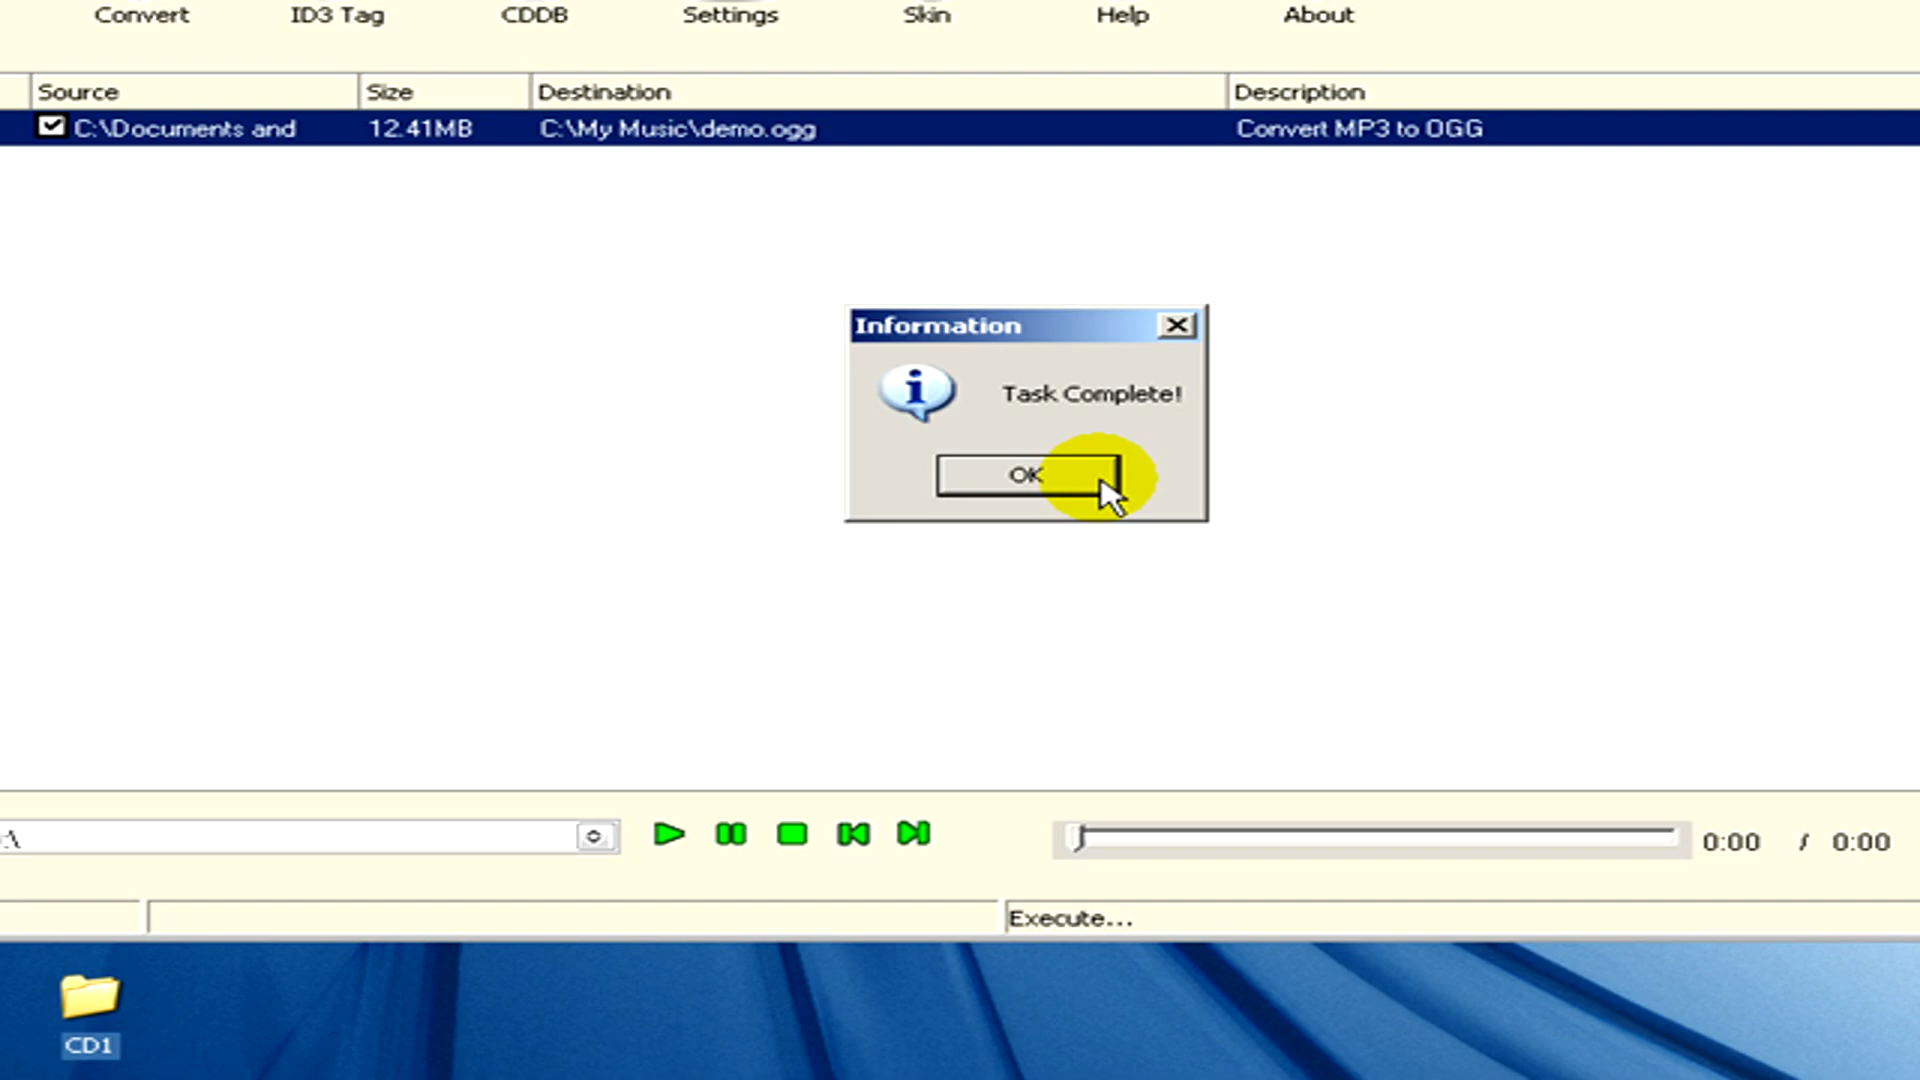 Convert ID3 Tag CDDB Settings Skin Help About
Source Size Destination Description
C:\Documents and 12.41MB C:\My Music\demo.ogg Convert MP3 to OGG
Information
Task Complete!
OK
:\
0:00 / 0:00
Execute...
CD1